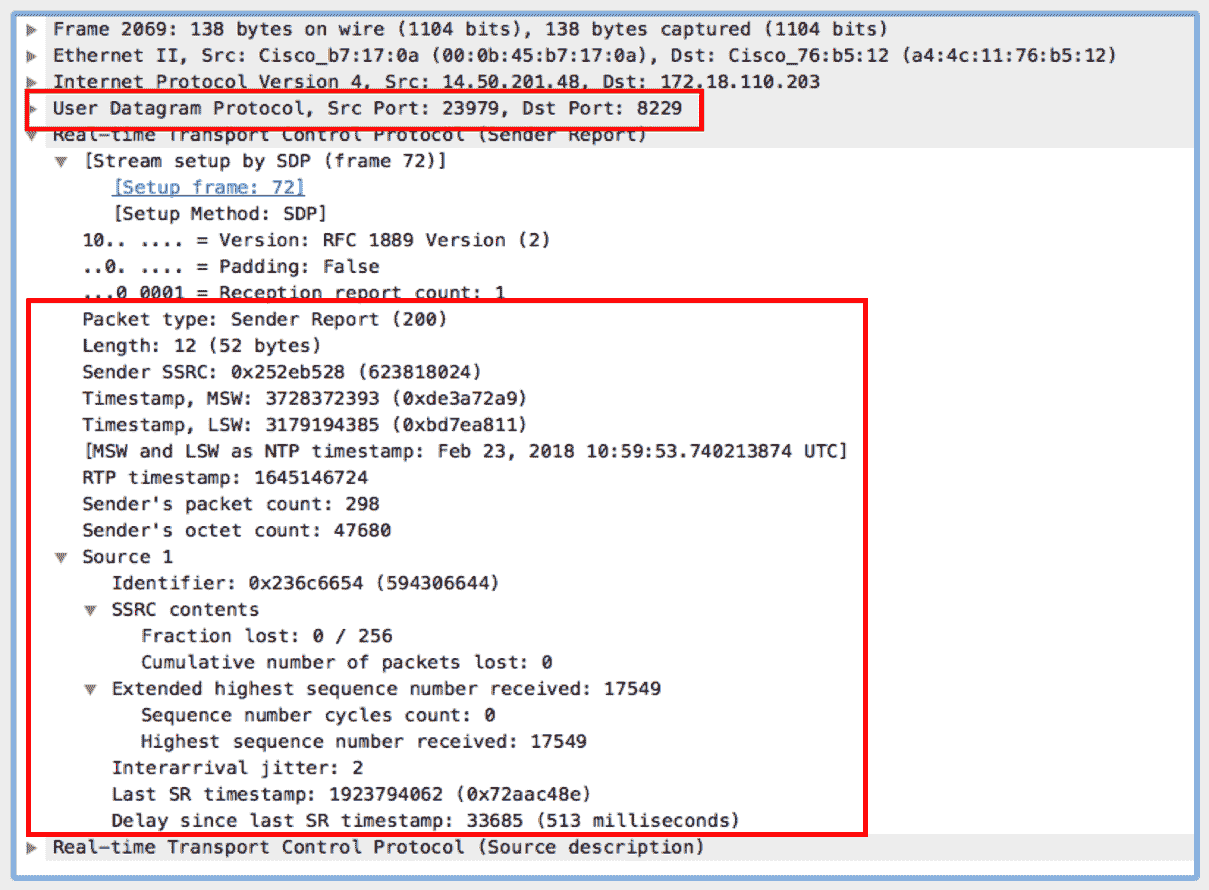 Frame 2069: 138 bytes on wire (1104 bits), 138 bytes captured (1104 bits)
Ethernet II, Src: Cisco_b7:17:0a (00:0b:45:b7:17:0a), Dst: Cisco_76:b5:12 (a4:4c:11:76:b5:12)
Internet Protocol Version 4, Src: 14.50.201.48, Dst: 172.18.110.203
User Datagram Protocol, Src Port: 23979, Dst Port: 8229
Real-time Transport Control Protocol (Sender Report)
[Stream setup by SDP (frame 72)]
[Setup frame: 72]
[Setup Method: SDP]
10.. .... = Version: RFC 1889 Version (2)
..0. .... = Padding: False
...0 0001 = Reception report count: 1
Packet type: Sender Report (200)
Length: 12 (52 bytes)
Sender SSRC: 0x252eb528 (623818024)
Timestamp, MSW: 3728372393 (0xde3a72a9)
Timestamp, LSW: 3179194385 (0xbd7ea811)
[MSW and LSW as NTP timestamp: Feb 23, 2018 10:59:53.740213874 UTC]
RTP timestamp: 1645146724
Sender's packet count: 298
Sender's octet count: 47680
Source 1
Identifier: 0x236c6654 (594306644)
SSRC contents
Fraction lost: 0 / 256
Cumulative number of packets lost: 0
Extended highest sequence number received: 17549
Sequence number cycles count: 0
Highest sequence number received: 17549
Interarrival jitter: 2
Last SR timestamp: 1923794062 (0x72aac48e)
Delay since last SR timestamp: 33685 (513 milliseconds)
Real-time Transport Control Protocol (Source description)